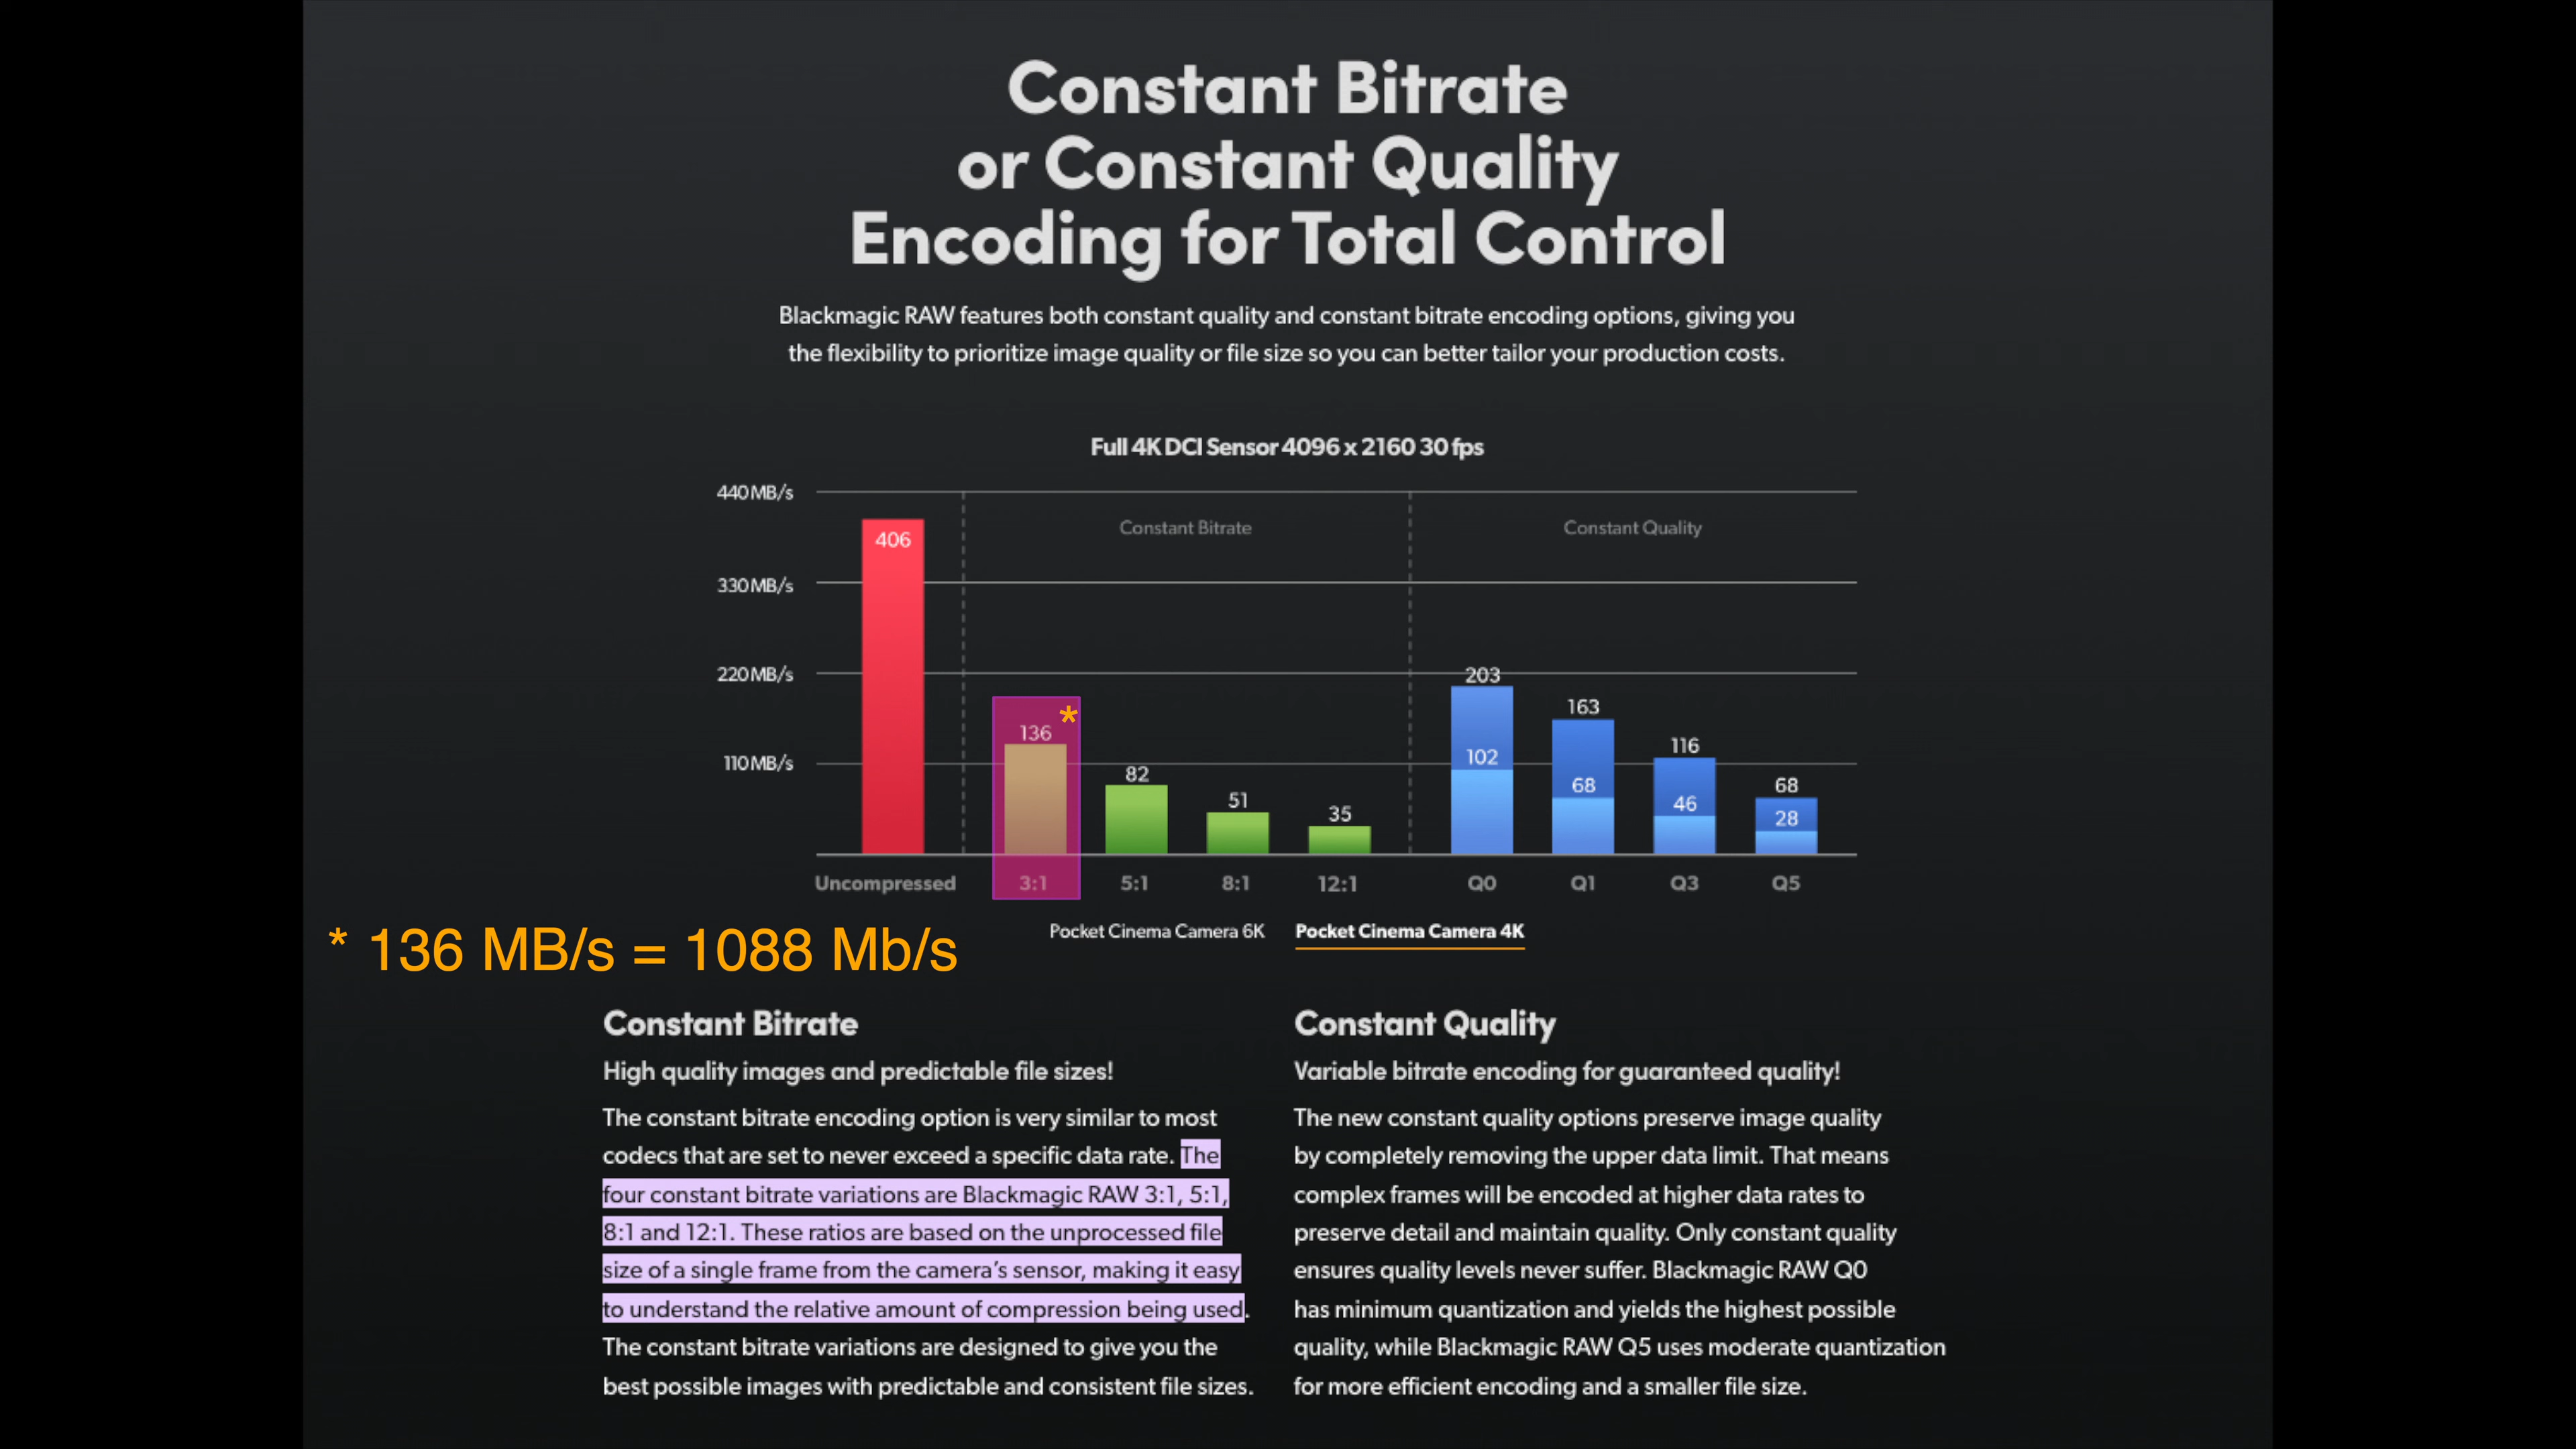 Constant Bitrate
or Constant Quality
Encoding for Total Control
Blackmagic RAW features both constant quality and constant bitrate encoding options, giving you
the flexibility to prioritize image quality or file size so you can better tailor your production costs.
Full 4K DCI Sensor 4096 x 2160 30 fps
440MB/s
Constant Bitrate
Constant Quality
406
330MB/s
220MB/s
203
*
163
136
116
102
110MB/s
82
68
68
51
46
35
28
Uncompressed 3:1 5:1 8:1 12:1 Q0 Q1 Q3 Q5
Pocket Cinema Camera 6K Pocket Cinema Camera 4K
* 136 MB/s = 1088 Mb/s
Constant Bitrate
High quality images and predictable file sizes!
The constant bitrate encoding option is very similar to most
codecs that are set to never exceed a specific data rate. The
four constant bitrate variations are Blackmagic RAW 3:1, 5:1,
8:1 and 12:1. These ratios are based on the unprocessed file
size of a single frame from the camera's sensor, making it easy
to understand the relative amount of compression being used.
The constant bitrate variations are designed to give you the
best possible images with predictable and consistent file sizes.
Constant Quality
Variable bitrate encoding for guaranteed quality!
The new constant quality options preserve image quality
by completely removing the upper data limit. That means
complex frames will be encoded at higher data rates to
preserve detail and maintain quality. Only constant quality
ensures quality levels never suffer. Blackmagic RAW Q0
has minimum quantization and yields the highest possible
quality, while Blackmagic RAW Q5 uses moderate quantization
for more efficient encoding and a smaller file size.